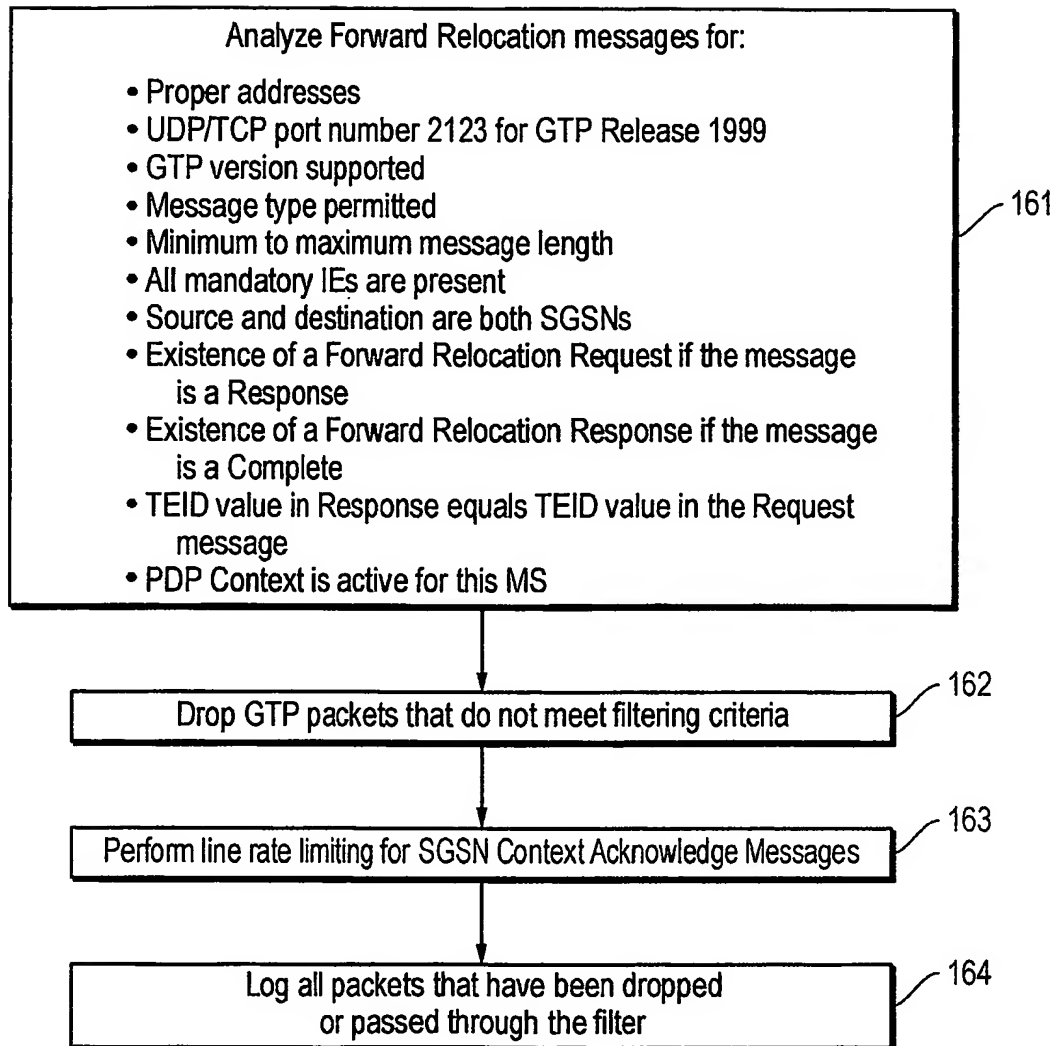 Analyze Forward Relocation messages for:
• Proper addresses
• UDP/TCP port number 2123 for GTP Release 1999
• GTP version supported
• Message type permitted
• Minimum to maximum message length
• All mandatory IEs are present
• Source and destination are both SGSNs
• Existence of a Forward Relocation Request if the message
is a Response
• Existence of a Forward Relocation Response if the message
is a Complete
• TEID value in Response equals TEID value in the Request
message
• PDP Context is active for this MS
161
Drop GTP packets that do not meet filtering criteria
162
Perform line rate limiting for SGSN Context Acknowledge Messages
163
Log all packets that have been dropped
or passed through the filter
164